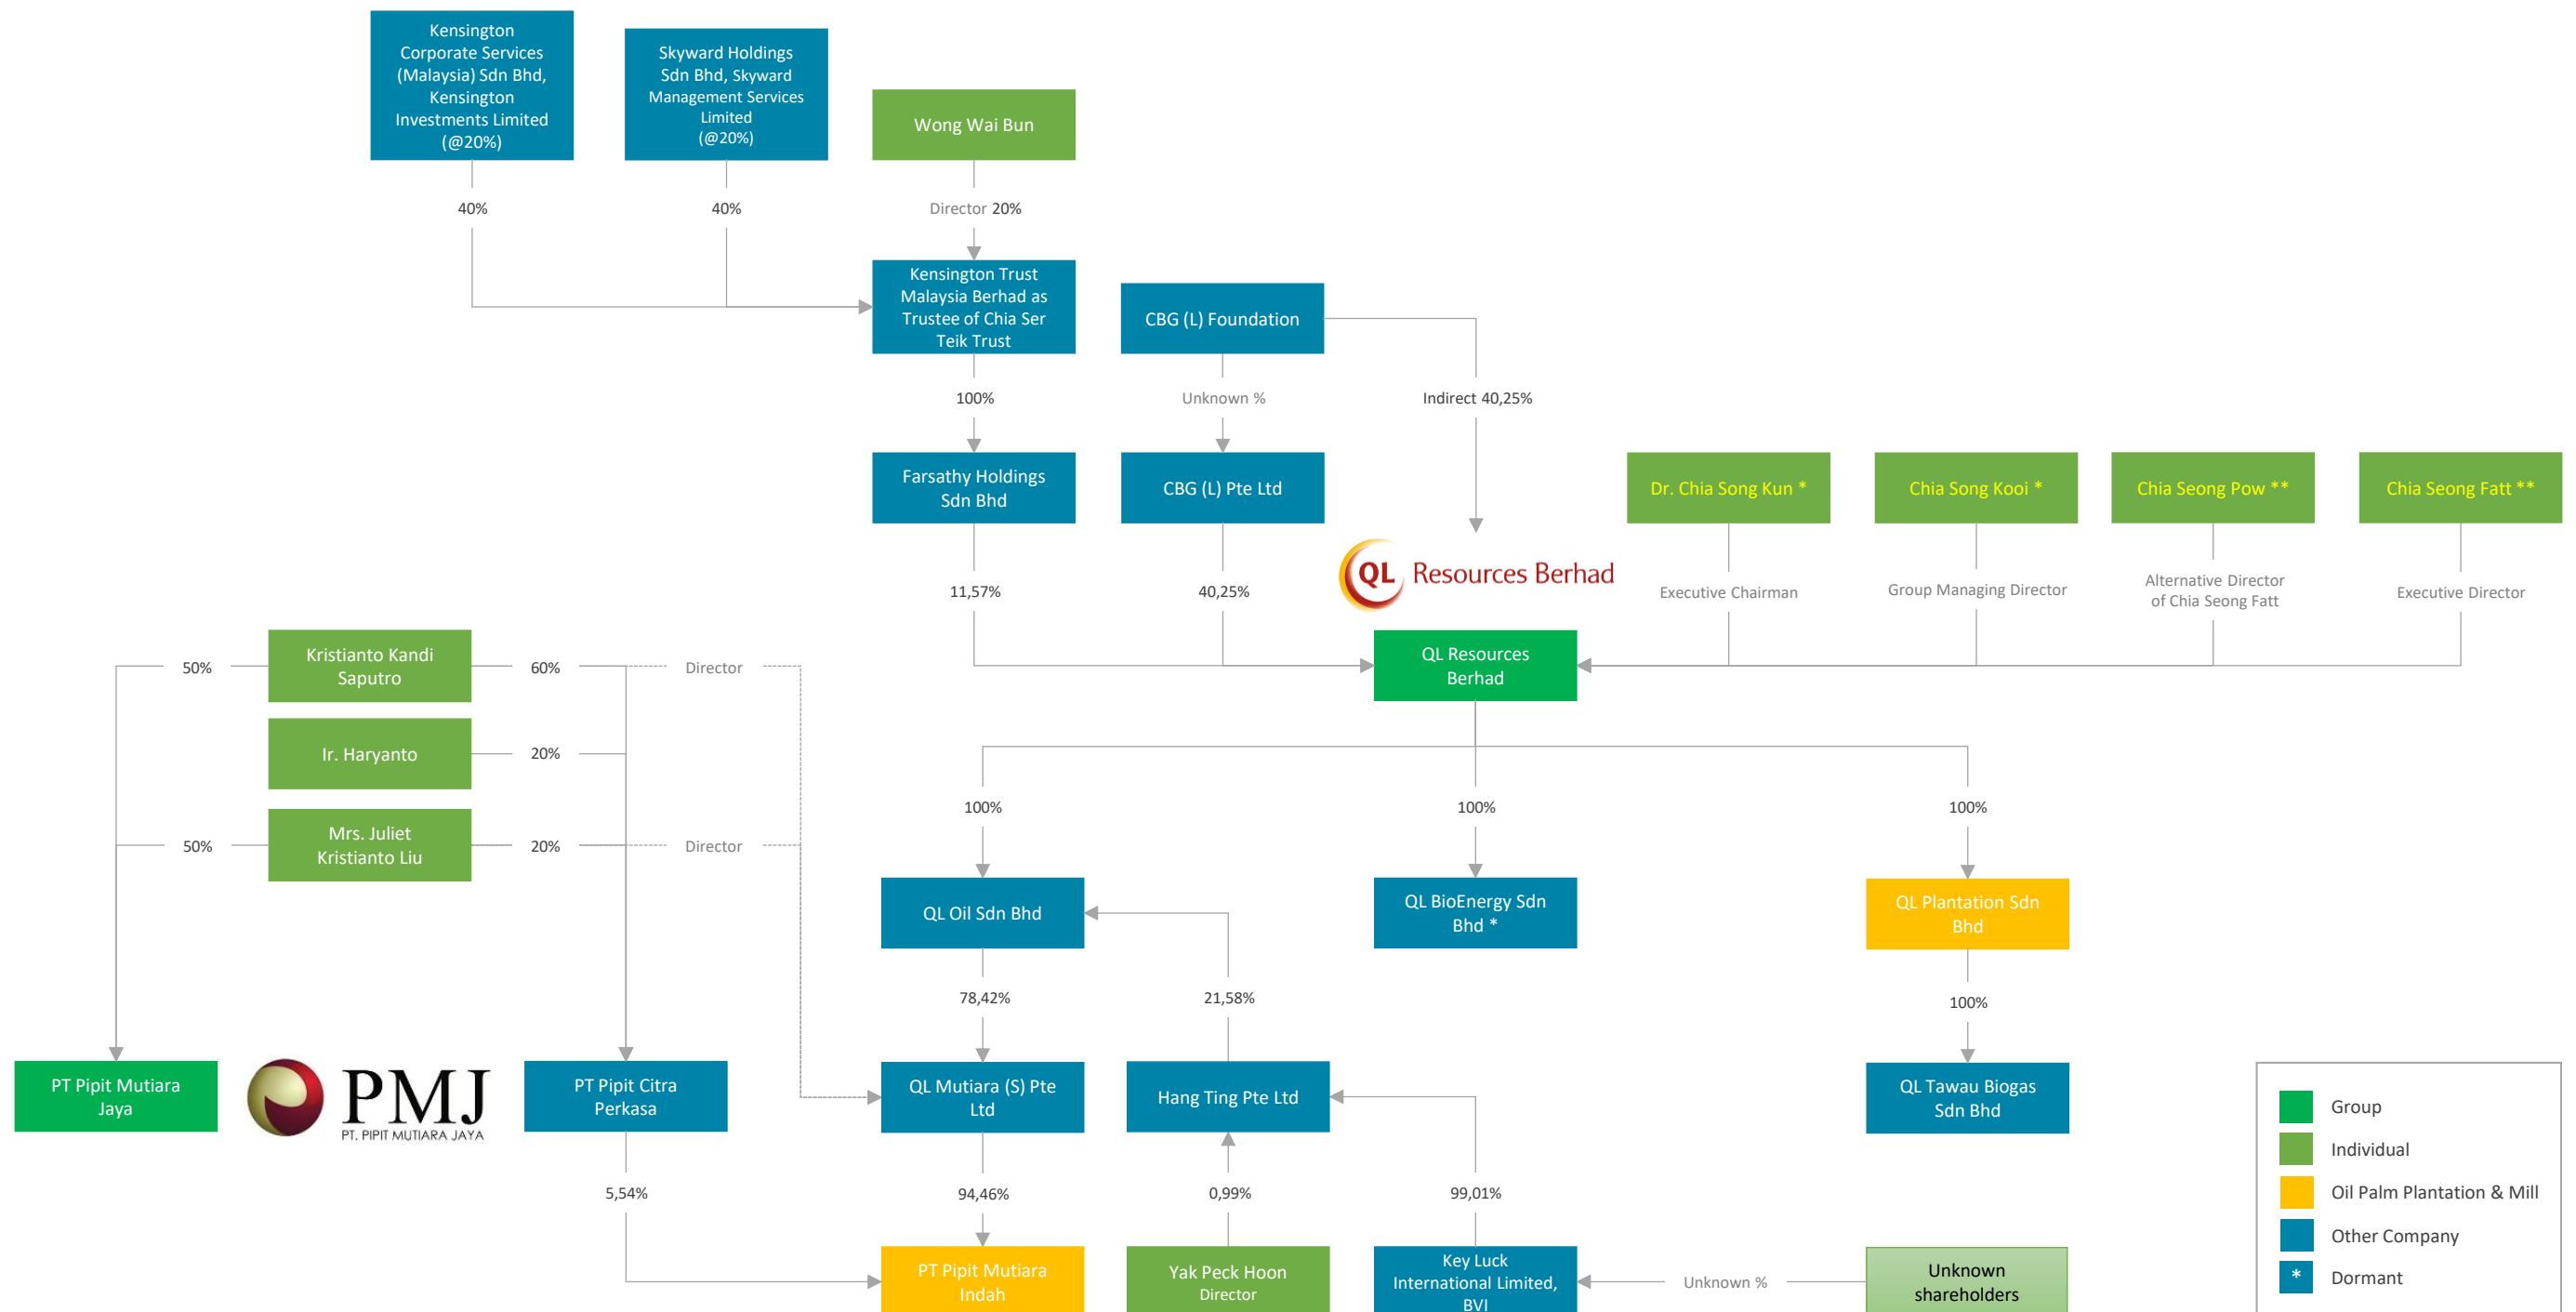 Kensington
Corporate Services
(Malaysia) Sdn Bhd,
Kensington
Investments Limited
(@20%)
Skyward Holdings
Sdn Bhd, Skyward
Management Services
Limited
(@20%)
Wong Wai Bun
40%
40%
Director 20%
Kensington Trust
Malaysia Berhad as
Trustee of Chia Ser
Teik Trust
CBG (L) Foundation
100%
Unknown %
Indirect 40,25%
Farsathy Holdings
Sdn Bhd
CBG (L) Pte Ltd
Dr. Chia Song Kun *
Chia Song Kooi *
Chia Seong Pow **
Chia Seong Fatt **
QL Resources Berhad
11,57%
40,25%
Executive Chairman
Group Managing Director
Alternative Director
of Chia Seong Fatt
Executive Director
Kristianto Kandi
Saputro
50%
60%
Director
QL Resources
Berhad
Ir. Haryanto
20%
Mrs. Juliet
Kristianto Liu
50%
20%
Director
100%
100%
100%
QL Oil Sdn Bhd
QL BioEnergy Sdn
Bhd *
QL Plantation Sdn
Bhd
78,42%
21,58%
100%
PT Pipit Mutiara
Jaya
PMJ
PT. PIPIT MUTIARA JAYA
PT Pipit Citra
Perkasa
QL Mutiara (S) Pte
Ltd
Hang Ting Pte Ltd
QL Tawau Biogas
Sdn Bhd
5,54%
94,46%
0,99%
99,01%
PT Pipit Mutiara
Indah
Yak Peck Hoon
Director
Key Luck
International Limited,
BVI
Unknown %
Unknown
shareholders
Group
Individual
Oil Palm Plantation & Mill
Other Company
* Dormant